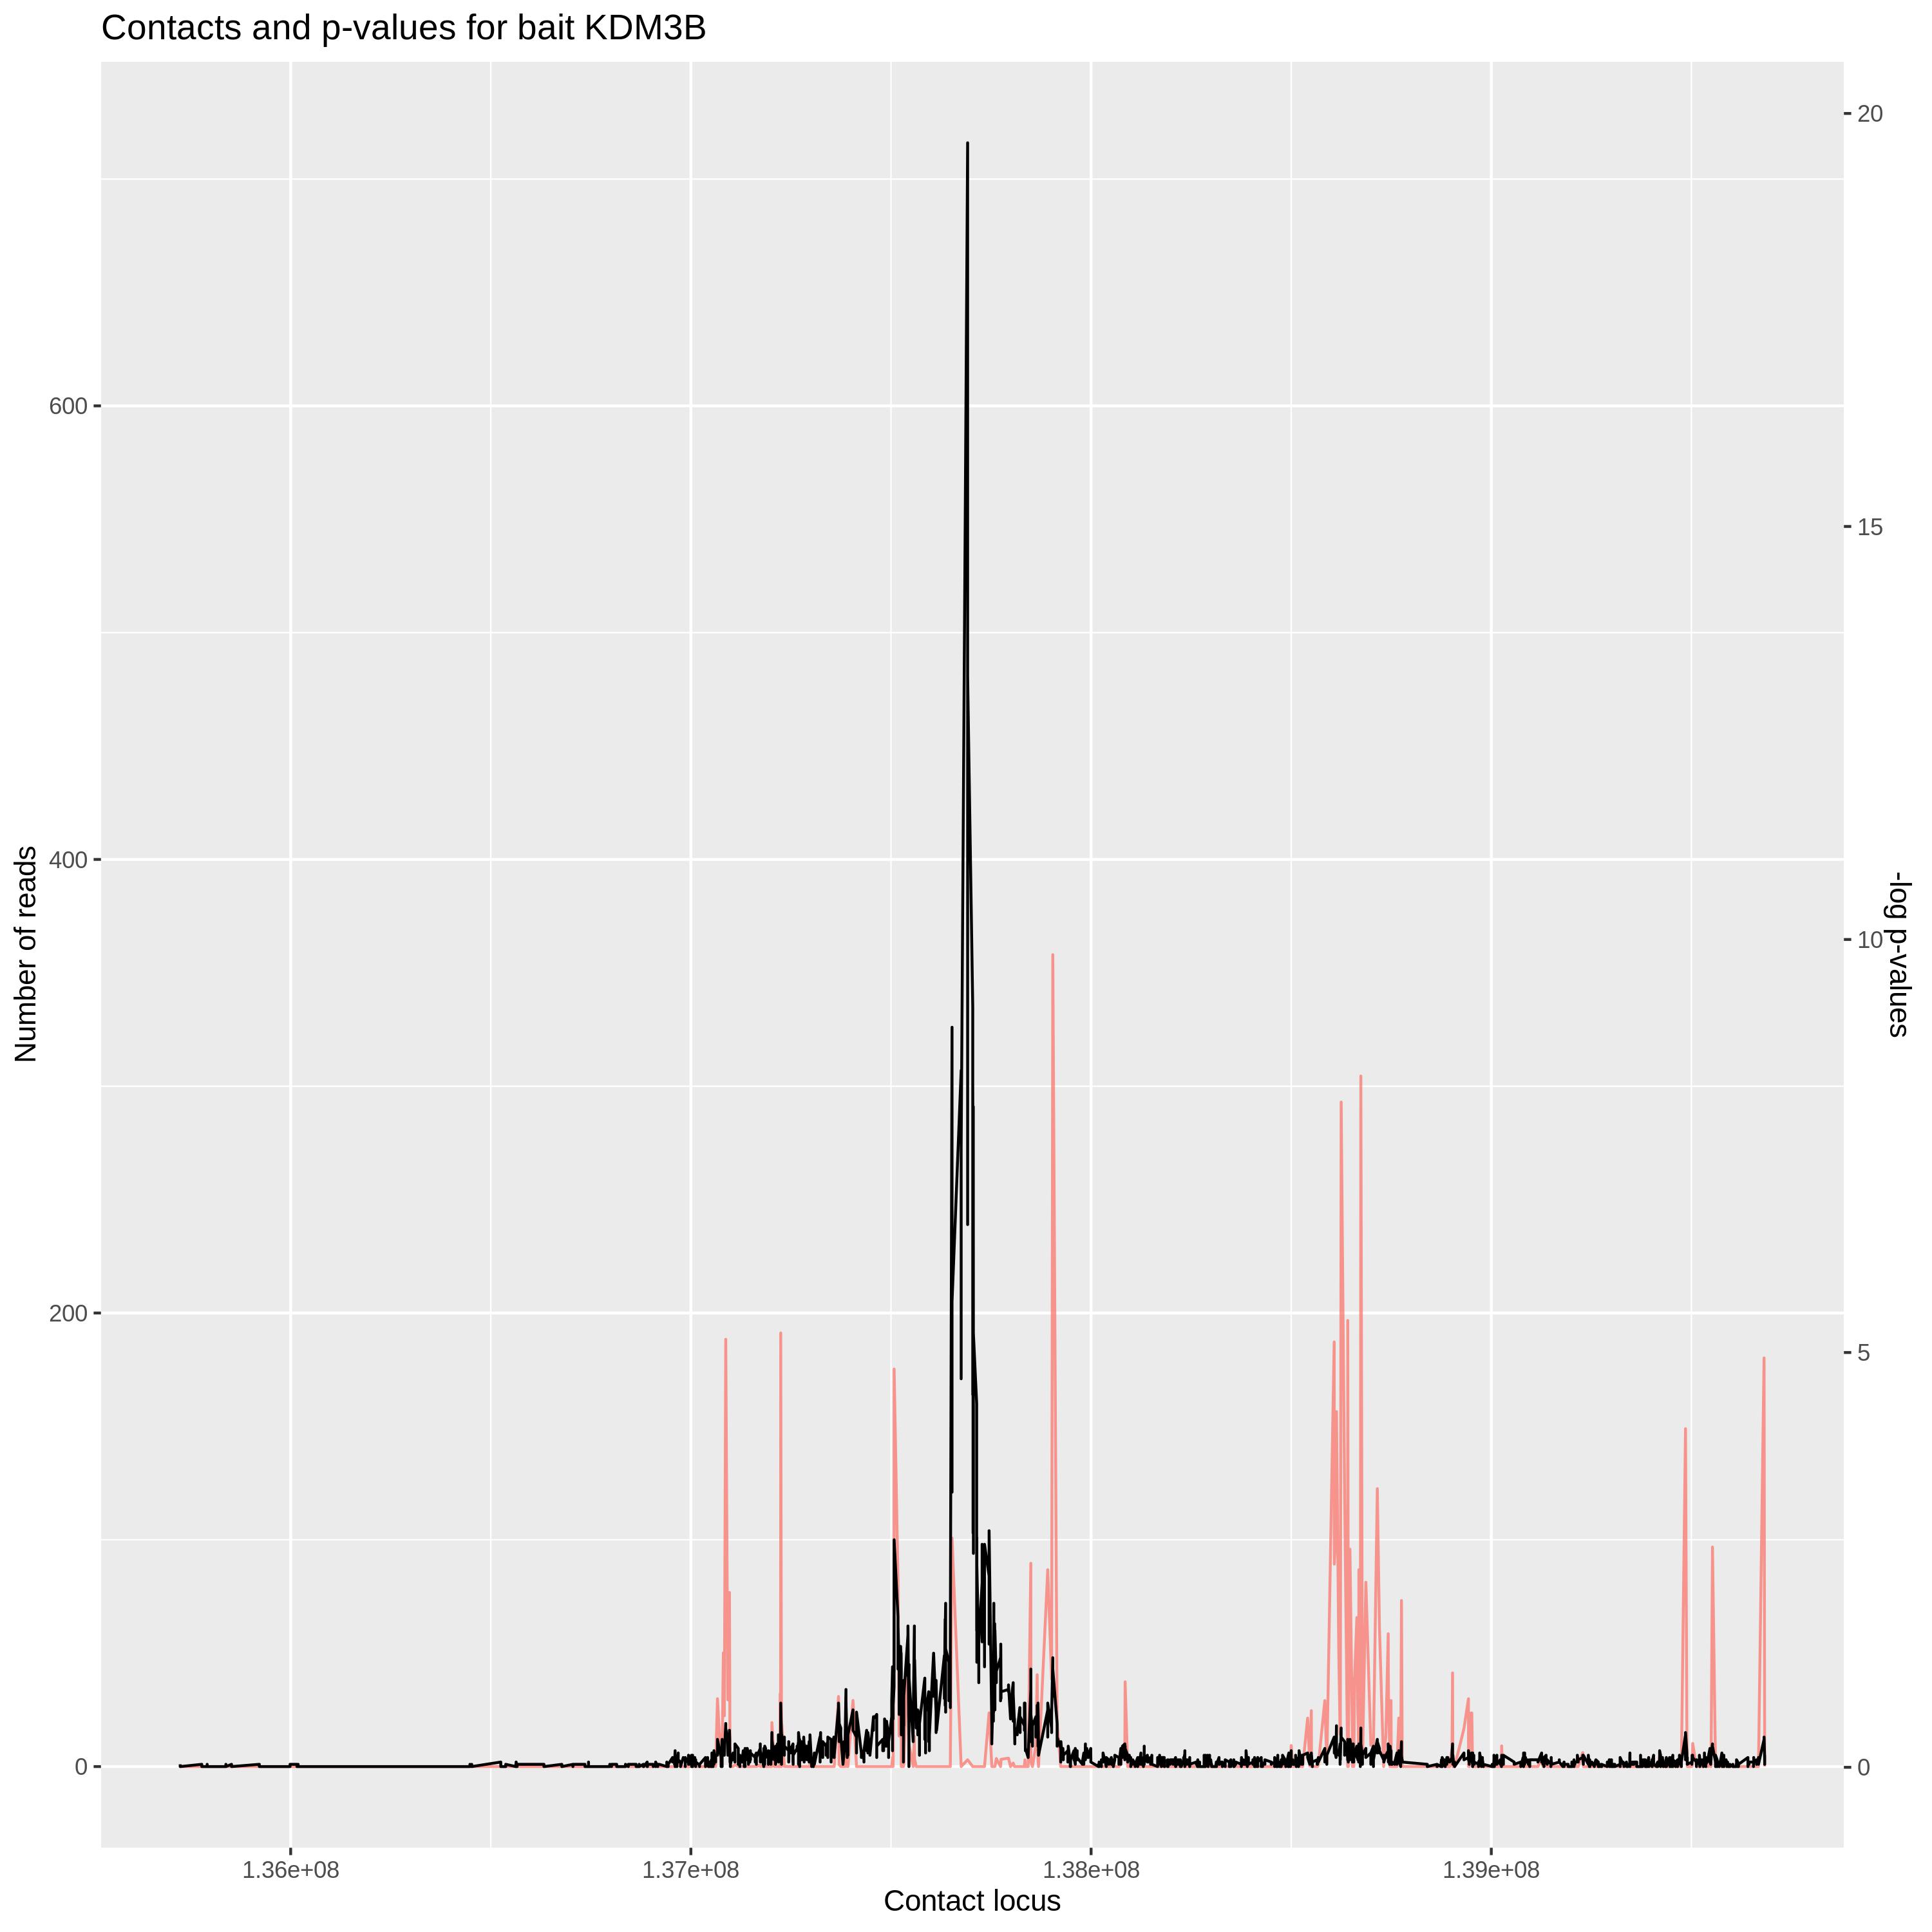 Contacts and p-values for bait KDM3B
20
15
10
5
0
-log p-values
600
400
200
0
Number of reads
1.36e+08
1.37e+08
1.38e+08
1.39e+08
Contact locus